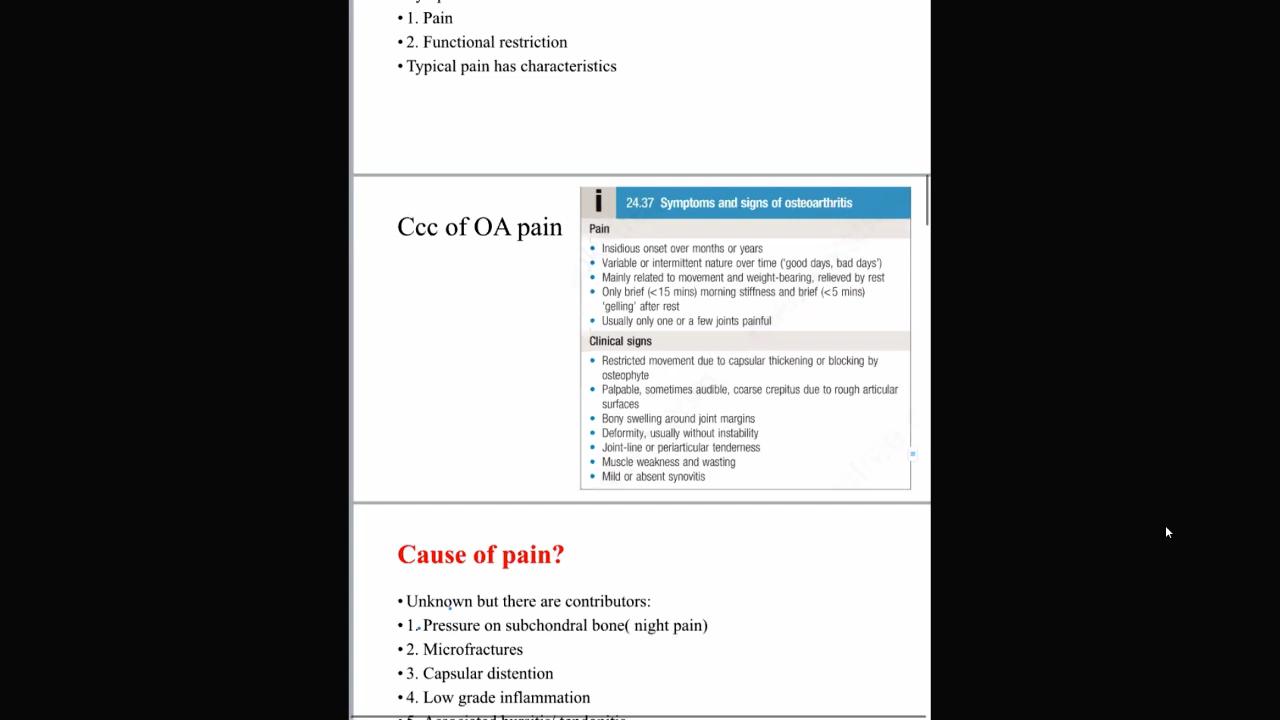 • 1. Pain
• 2. Functional restriction
• Typical pain has characteristics
Ccc of OA pain
i 24.37 Symptoms and signs of osteoarthritis
Pain
• Insidious onset over months or years
• Variable or intermittent nature over time ('good days, bad days')
• Mainly related to movement and weight-bearing, relieved by rest
• Only brief (<15 mins) morning stiffness and brief (<5 mins)
'gelling' after rest
• Usually only one or a few joints painful
Clinical signs
• Restricted movement due to capsular thickening or blocking by
osteophyte
• Palpable, sometimes audible, coarse crepitus due to rough articular
surfaces
• Bony swelling around joint margins
• Deformity, usually without instability
• Joint-line or periarticular tenderness
• Muscle weakness and wasting
• Mild or absent synovitis
Cause of pain?
• Unknown but there are contributors:
• 1. Pressure on subchondral bone( night pain)
• 2. Microfractures
• 3. Capsular distention
• 4. Low grade inflammation